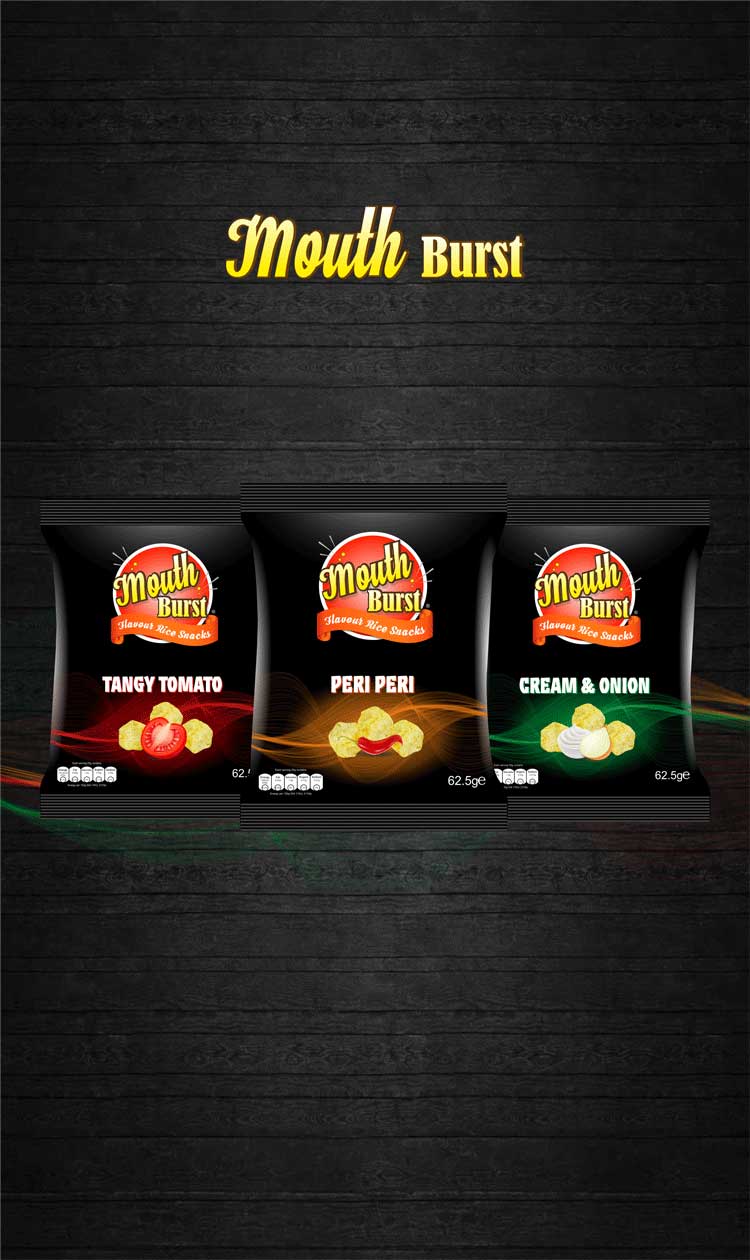 Mouth Burst
Mouth
Burst
Flavour Rice Snacks
TANGY TOMATO
62.
Mouth
Burst®
Flavour Rice Snacks
PERI PERI
62.5g℮
Mouth
Burst
Flavour Rice Snacks
CREAM & ONION
62.5g℮